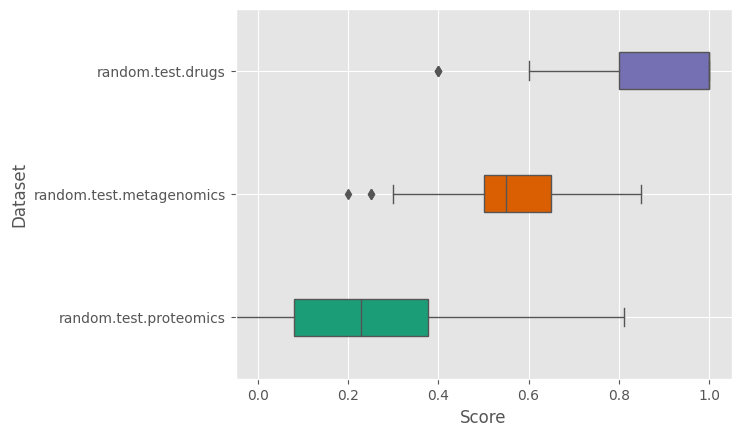 random.test.drugs
random.test.metagenomics
random.test.proteomics
Dataset
0.0 0.2 0.4 0.6 0.8 1.0
Score